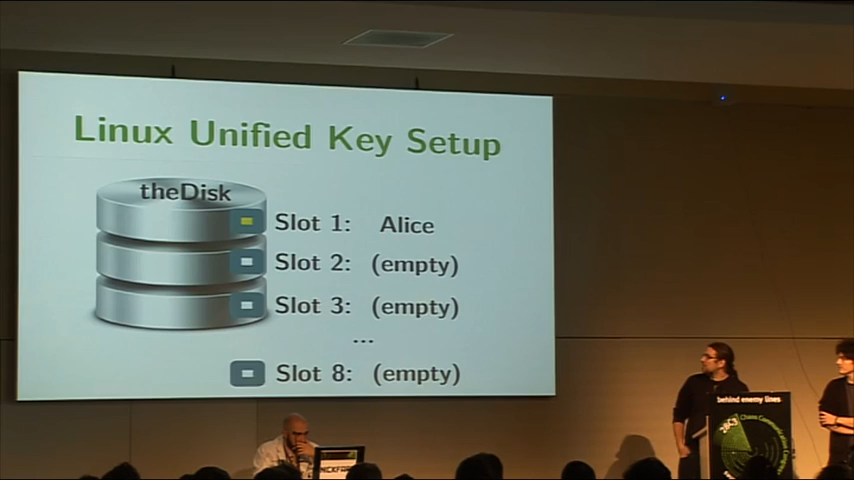 Linux Unified Key Setup
theDisk
Slot 1: Alice
Slot 2: (empty)
Slot 3: (empty)
...
Slot 8: (empty)
behind enemy lines